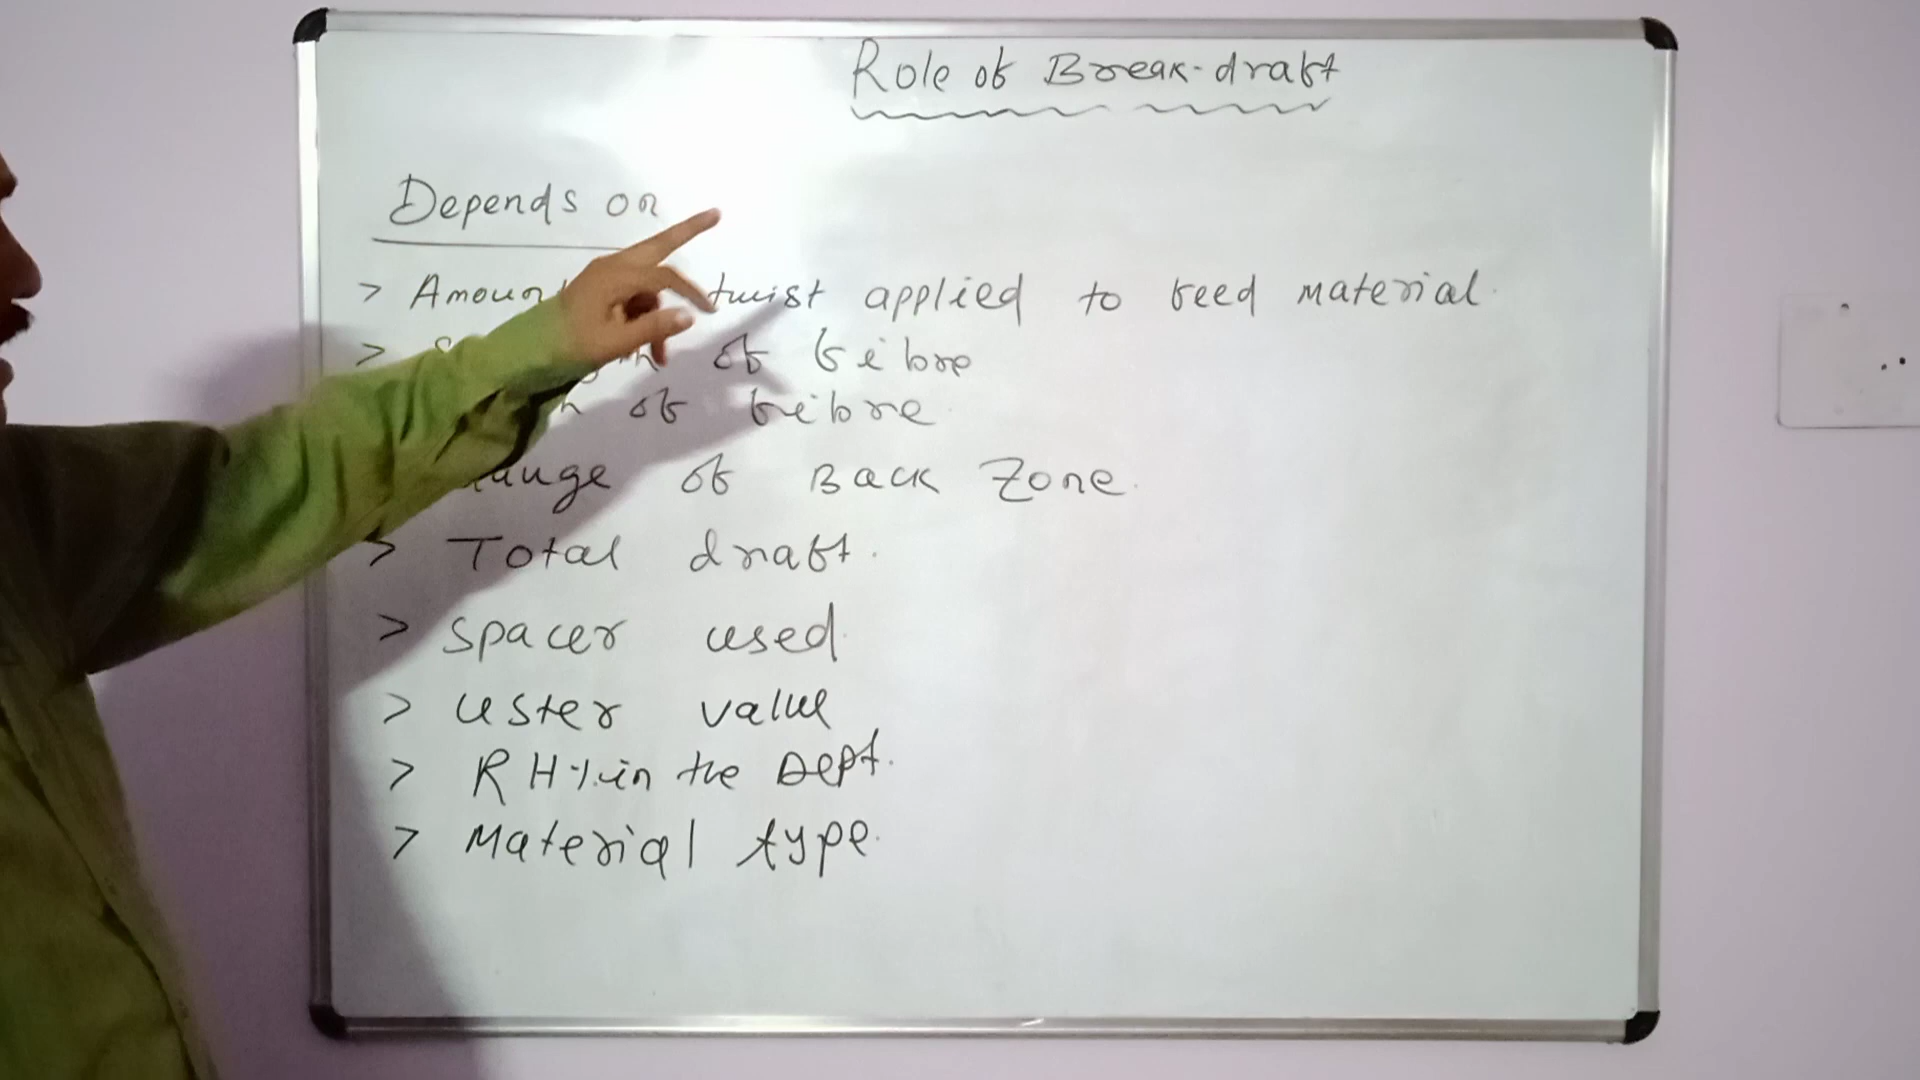 Role of Break-draft
Depends on
> Amount twist applied to feed material.
> of fibre
of fibre
of Back Zone.
> Total draft.
> Spacer used.
> Uster value
> RH% in the Dept.
> Material type.